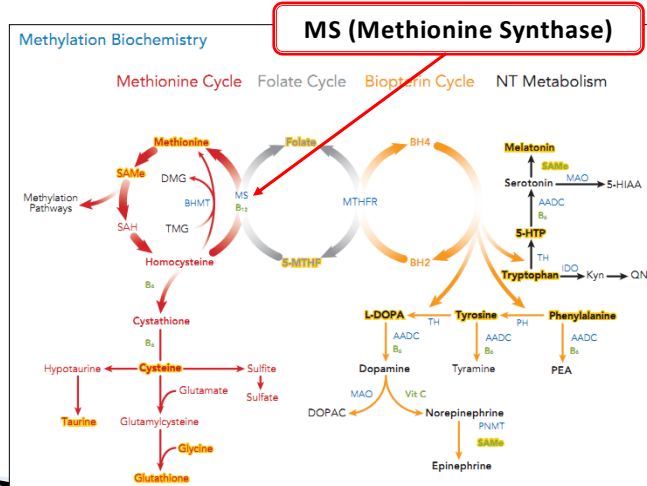 MS (Methionine Synthase)
Methylation Biochemistry
Methionine Cycle Folate Cycle Biopterin Cycle NT Metabolism
Methionine
Folate
BH4
Melatonin
SAMe
SAMe
DMG
Serotonin
MAO
5-HIAA
Methylation
Pathways
BHMT
MS
B₁₂
MTHFR
AADC
B₆
SAH
TMG
5-HTP
TH
Homocysteine
5-MTHF
BH2
Tryptophan
IDO
Kyn
QN
B₆
Cystathione
L-DOPA
TH
Tyrosine
PH
Phenylalanine
B₆
AADC
B₆
AADC
B₆
AADC
B₆
Hypotaurine
Cysteine
Sulfite
Dopamine
Tyramine
PEA
Glutamate
Sulfate
MAO
Vit C
Taurine
Glutamylcysteine
DOPAC
Norepinephrine
Glycine
PNMT
SAMe
Glutathione
Epinephrine